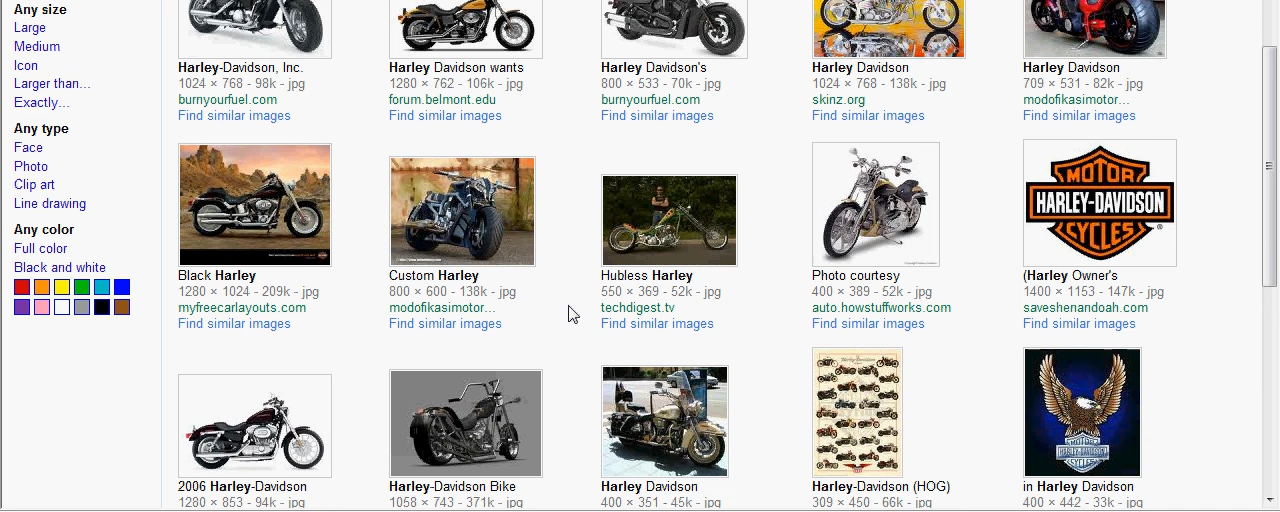 Any size
Large
Medium
Icon
Larger than...
Exactly...
Any type
Face
Photo
Clip art
Line drawing
Any color
Full color
Black and white
Harley-Davidson, Inc.
1024 × 768 - 98k - jpg
burnyourfuel.com
Find similar images
Harley Davidson wants
1280 × 762 - 106k - jpg
forum.belmont.edu
Find similar images
Harley Davidson's
800 × 533 - 70k - jpg
burnyourfuel.com
Find similar images
Harley Davidson
1024 × 768 - 138k - jpg
skinz.org
Find similar images
Harley Davidson
709 × 531 - 82k - jpg
modofikasimotor...
Find similar images
Black Harley
1280 × 1024 - 209k - jpg
myfreecarlayouts.com
Find similar images
Custom Harley
800 × 600 - 138k - jpg
modofikasimotor...
Find similar images
Hubless Harley
550 × 369 - 52k - jpg
techdigest.tv
Find similar images
Photo courtesy
400 × 389 - 52k - jpg
auto.howstuffworks.com
Find similar images
MOTOR
HARLEY-DAVIDSON
CYCLES
®
(Harley Owner's
1400 × 1153 - 147k - jpg
saveshenandoah.com
Find similar images
2006 Harley-Davidson
1280 × 853 - 94k - jpg
Harley-Davidson Bike
1058 × 743 - 371k - jpg
400 × 351 - 45k - jpg
Harley Davidson
Harley-Davidson (HOG)
309 × 450 - 66k - jpg
MOTOR
HARLEY-DAVIDSON
CYCLES
in Harley Davidson
400 × 442 - 33k - jpg